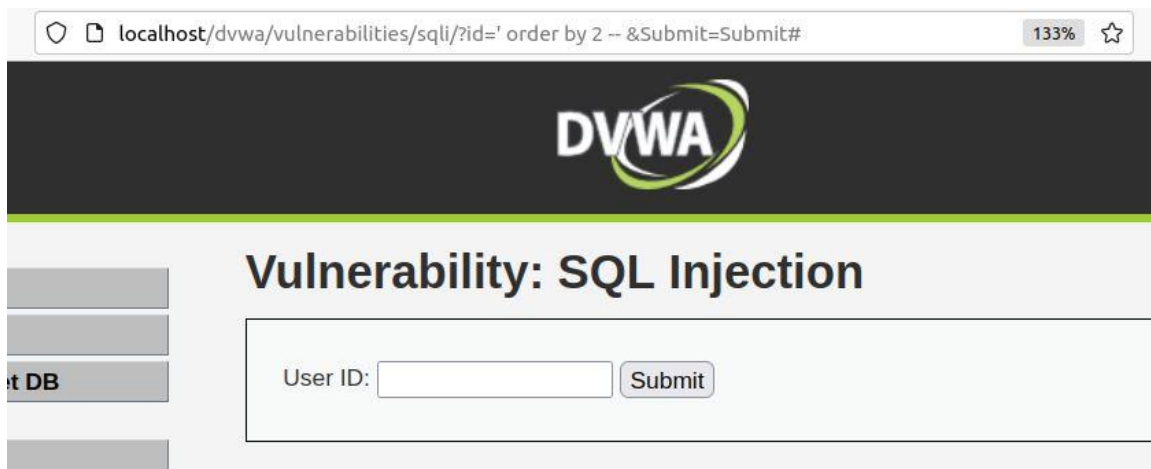 localhost/dvwa/vulnerabilities/sqli/?id=' order by 2 -- &Submit=Submit#
133%
DVWA
Vulnerability: SQL Injection
et DB
User ID:
Submit